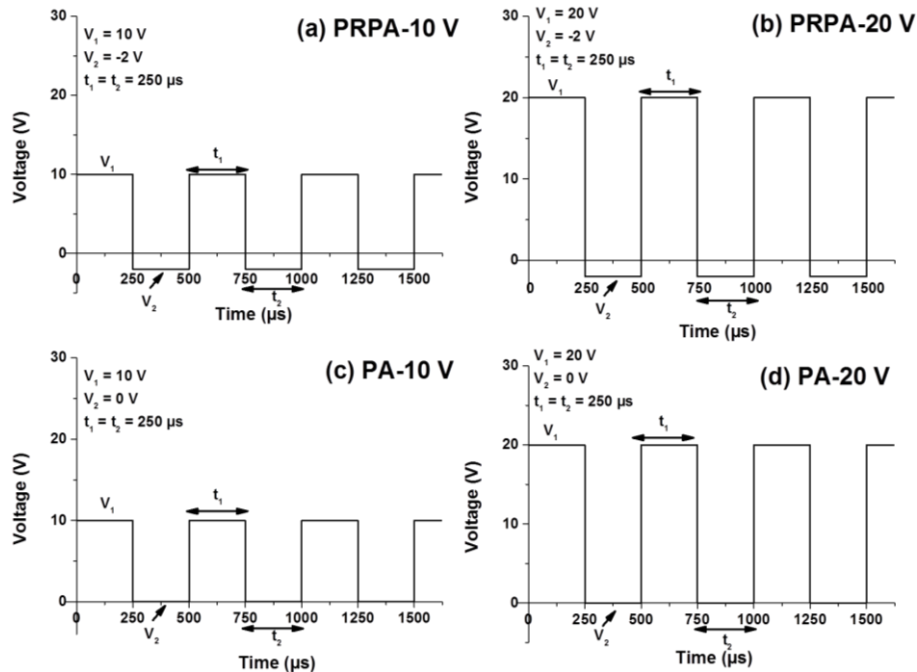 (a) PRPA-10 V
V₁ = 10 V
V₂ = -2 V
t₁ = t₂ = 250 µs
Voltage (V)
30
20
10
0
V₁
t₁
0 250 500 750 1000 1250 1500
V₂
t₂
Time (µs)
(b) PRPA-20 V
V₁ = 20 V
V₂ = -2 V
t₁ = t₂ = 250 µs
Voltage (V)
30
20
10
0
V₁
t₁
0 250 500 750 1000 1250 1500
V₂
t₂
Time (µs)
(c) PA-10 V
V₁ = 10 V
V₂ = 0 V
t₁ = t₂ = 250 µs
Voltage (V)
30
20
10
0
V₁
t₁
0 250 500 750 1000 1250 1500
V₂
t₂
Time (µs)
(d) PA-20 V
V₁ = 20 V
V₂ = 0 V
t₁ = t₂ = 250 µs
Voltage (V)
30
20
10
0
V₁
t₁
0 250 500 750 1000 1250 1500
V₂
t₂
Time (µs)